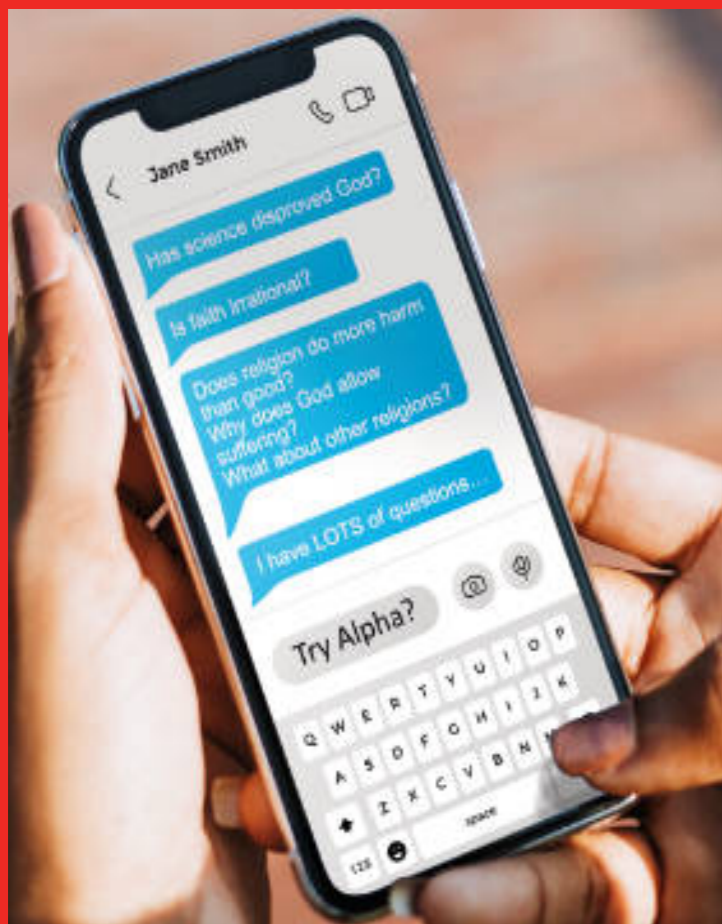 Jane Smith
Has science disproved God?
Is faith irrational?
Does religion do more harm
than good?
Why does God allow
suffering?
What about other religions?
I have LOTS of questions...
Try Alpha?
Q W E R T Y U I O P
A S D F G H I J K
Z X C V B N
123 space